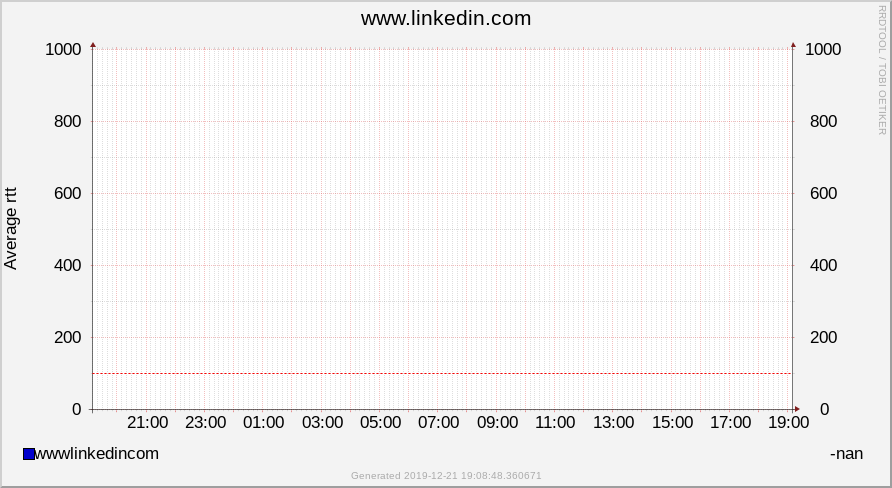 www.linkedin.com
RRDTOOL / TOBI OETIKER
Average rtt
1000 1000
800 800
600 600
400 400
200 200
0 0
21:00 23:00 01:00 03:00 05:00 07:00 09:00 11:00 13:00 15:00 17:00 19:00
wwwlinkedincom -nan
Generated 2019-12-21 19:08:48.360671